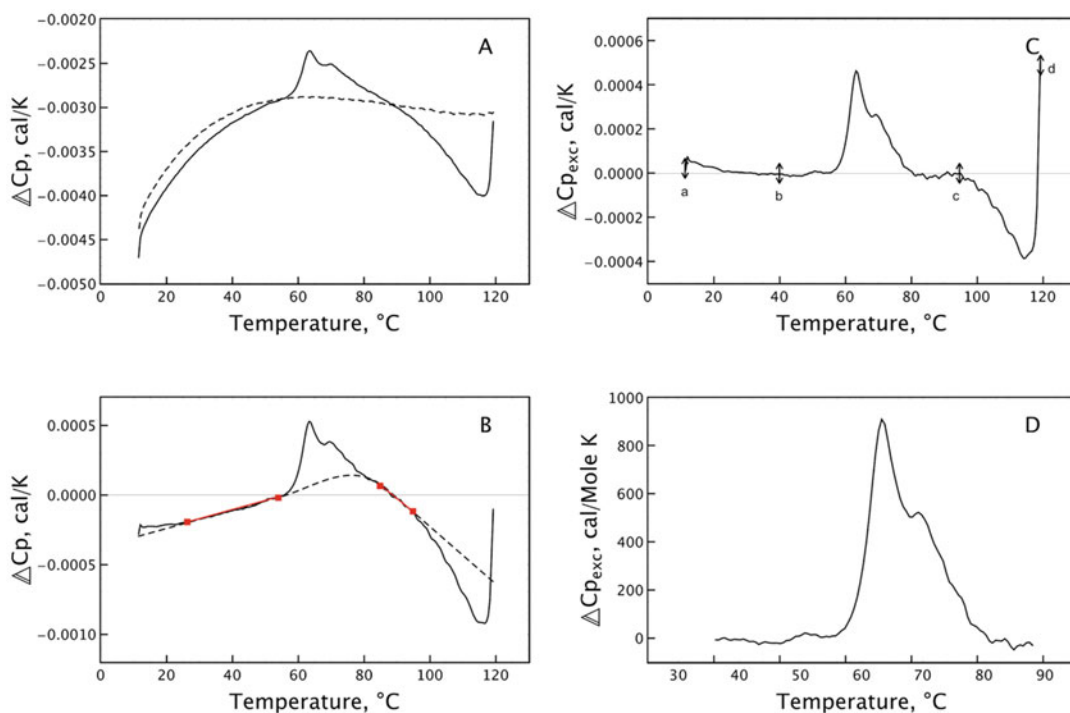 A
ΔCp, cal/K
−0.0020
−0.0025
−0.0030
−0.0035
−0.0040
−0.0045
−0.0050
0 20 40 60 80 100 120
Temperature, °C
C
ΔCpexc, cal/K
0.0006
0.0004
0.0002
0.0000
−0.0002
−0.0004
a
b
c
d
0 20 40 60 80 100 120
Temperature, °C
B
ΔCp, cal/K
0.0005
0.0000
−0.0005
−0.0010
0 20 40 60 80 100 120
Temperature, °C
D
ΔCpexc, cal/Mole K
1000
800
600
400
200
0
30 40 50 60 70 80 90
Temperature, °C